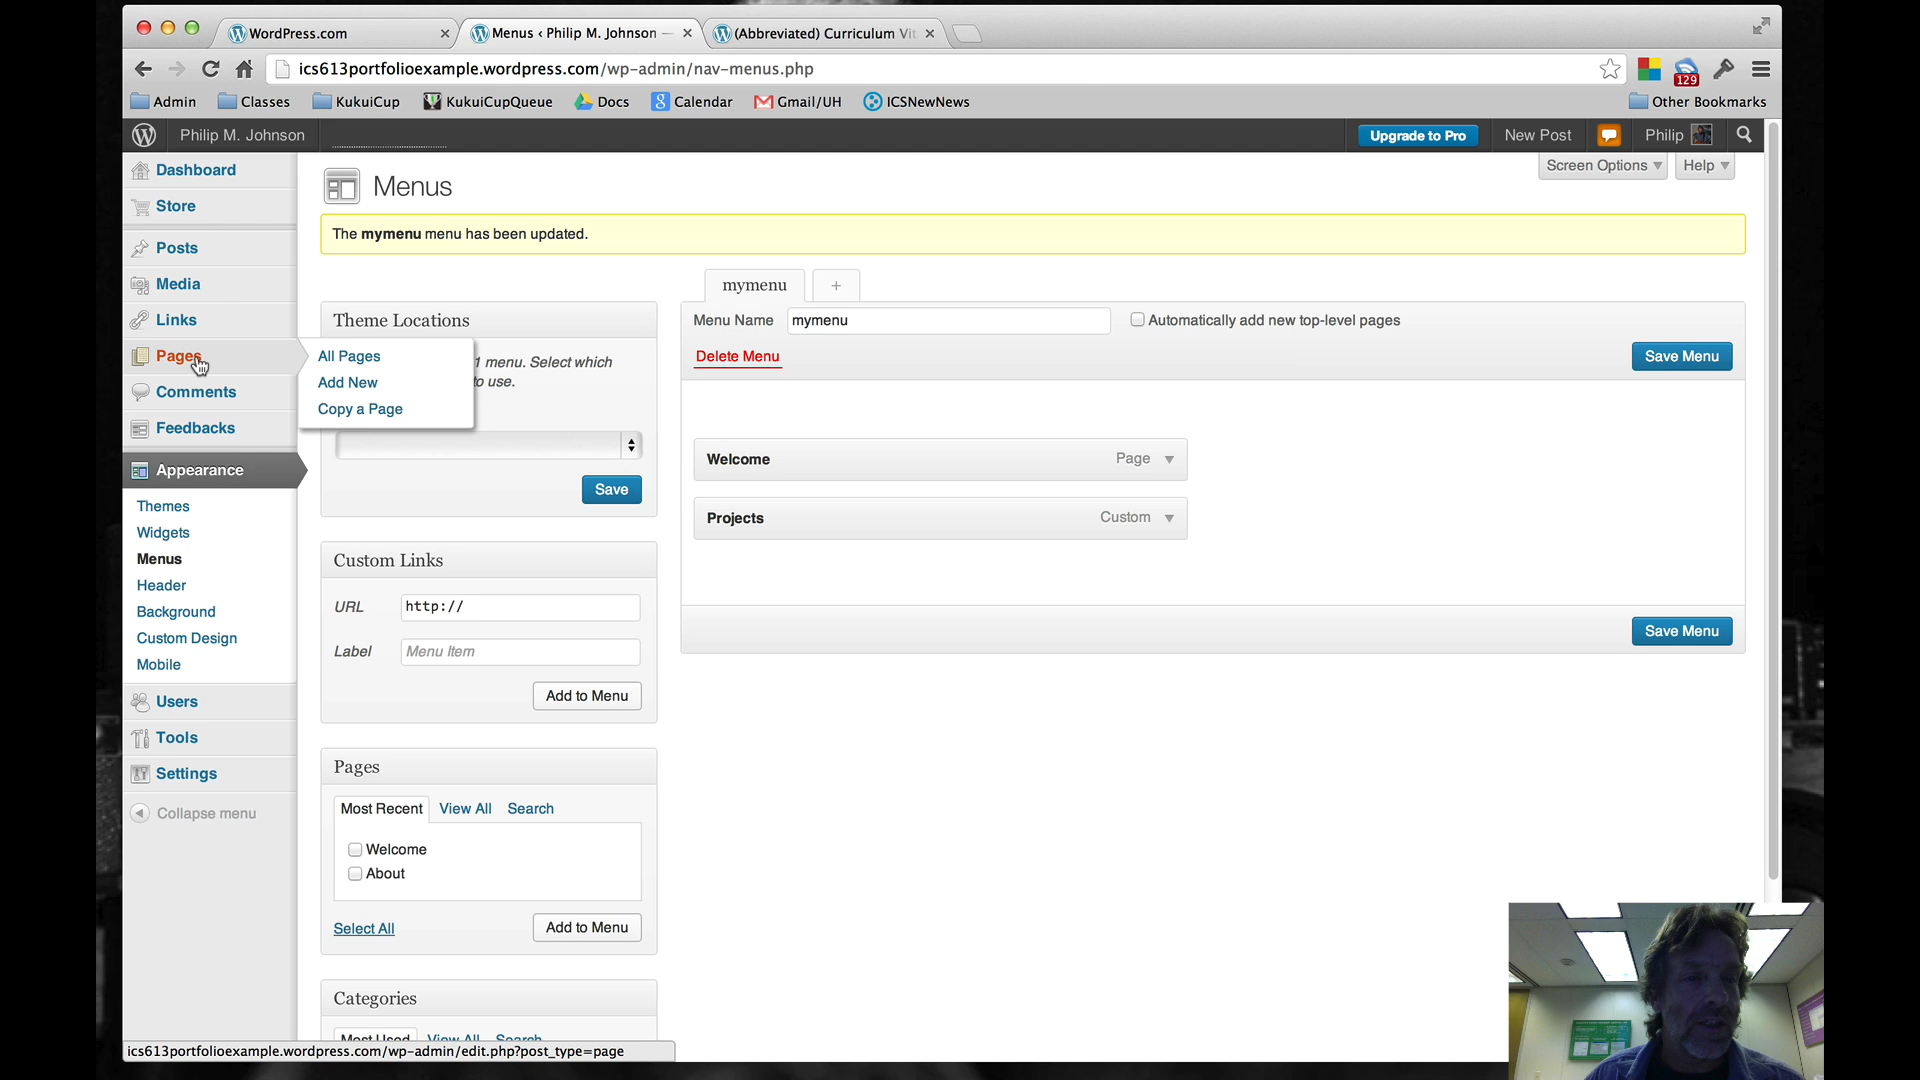 WordPress.com
Menus ‹ Philip M. Johnson —
(Abbreviated) Curriculum Vit
ics613portfolioexample.wordpress.com/wp-admin/nav-menus.php
129
Admin
Classes
KukuiCup
KukuiCupQueue
Docs
Calendar
Gmail/UH
ICSNewNews
Other Bookmarks
Philip M. Johnson
Upgrade to Pro
New Post
Philip
Dashboard
Store
Posts
Media
Links
Pages
Comments
Feedbacks
Appearance
Themes
Widgets
Menus
Header
Background
Custom Design
Mobile
Users
Tools
Settings
Collapse menu
All Pages
Add New
Copy a Page
Screen Options
Help
Menus
The mymenu menu has been updated.
Theme Locations
1 menu. Select which
to use.
Save
Custom Links
URL
http://
Label
Menu Item
Add to Menu
Pages
Most Recent
View All
Search
Welcome
About
Select All
Add to Menu
Categories
Most Used
View All
Search
mymenu
+
Menu Name
mymenu
Automatically add new top-level pages
Delete Menu
Save Menu
Welcome
Page
Projects
Custom
Save Menu
ics613portfolioexample.wordpress.com/wp-admin/edit.php?post_type=page